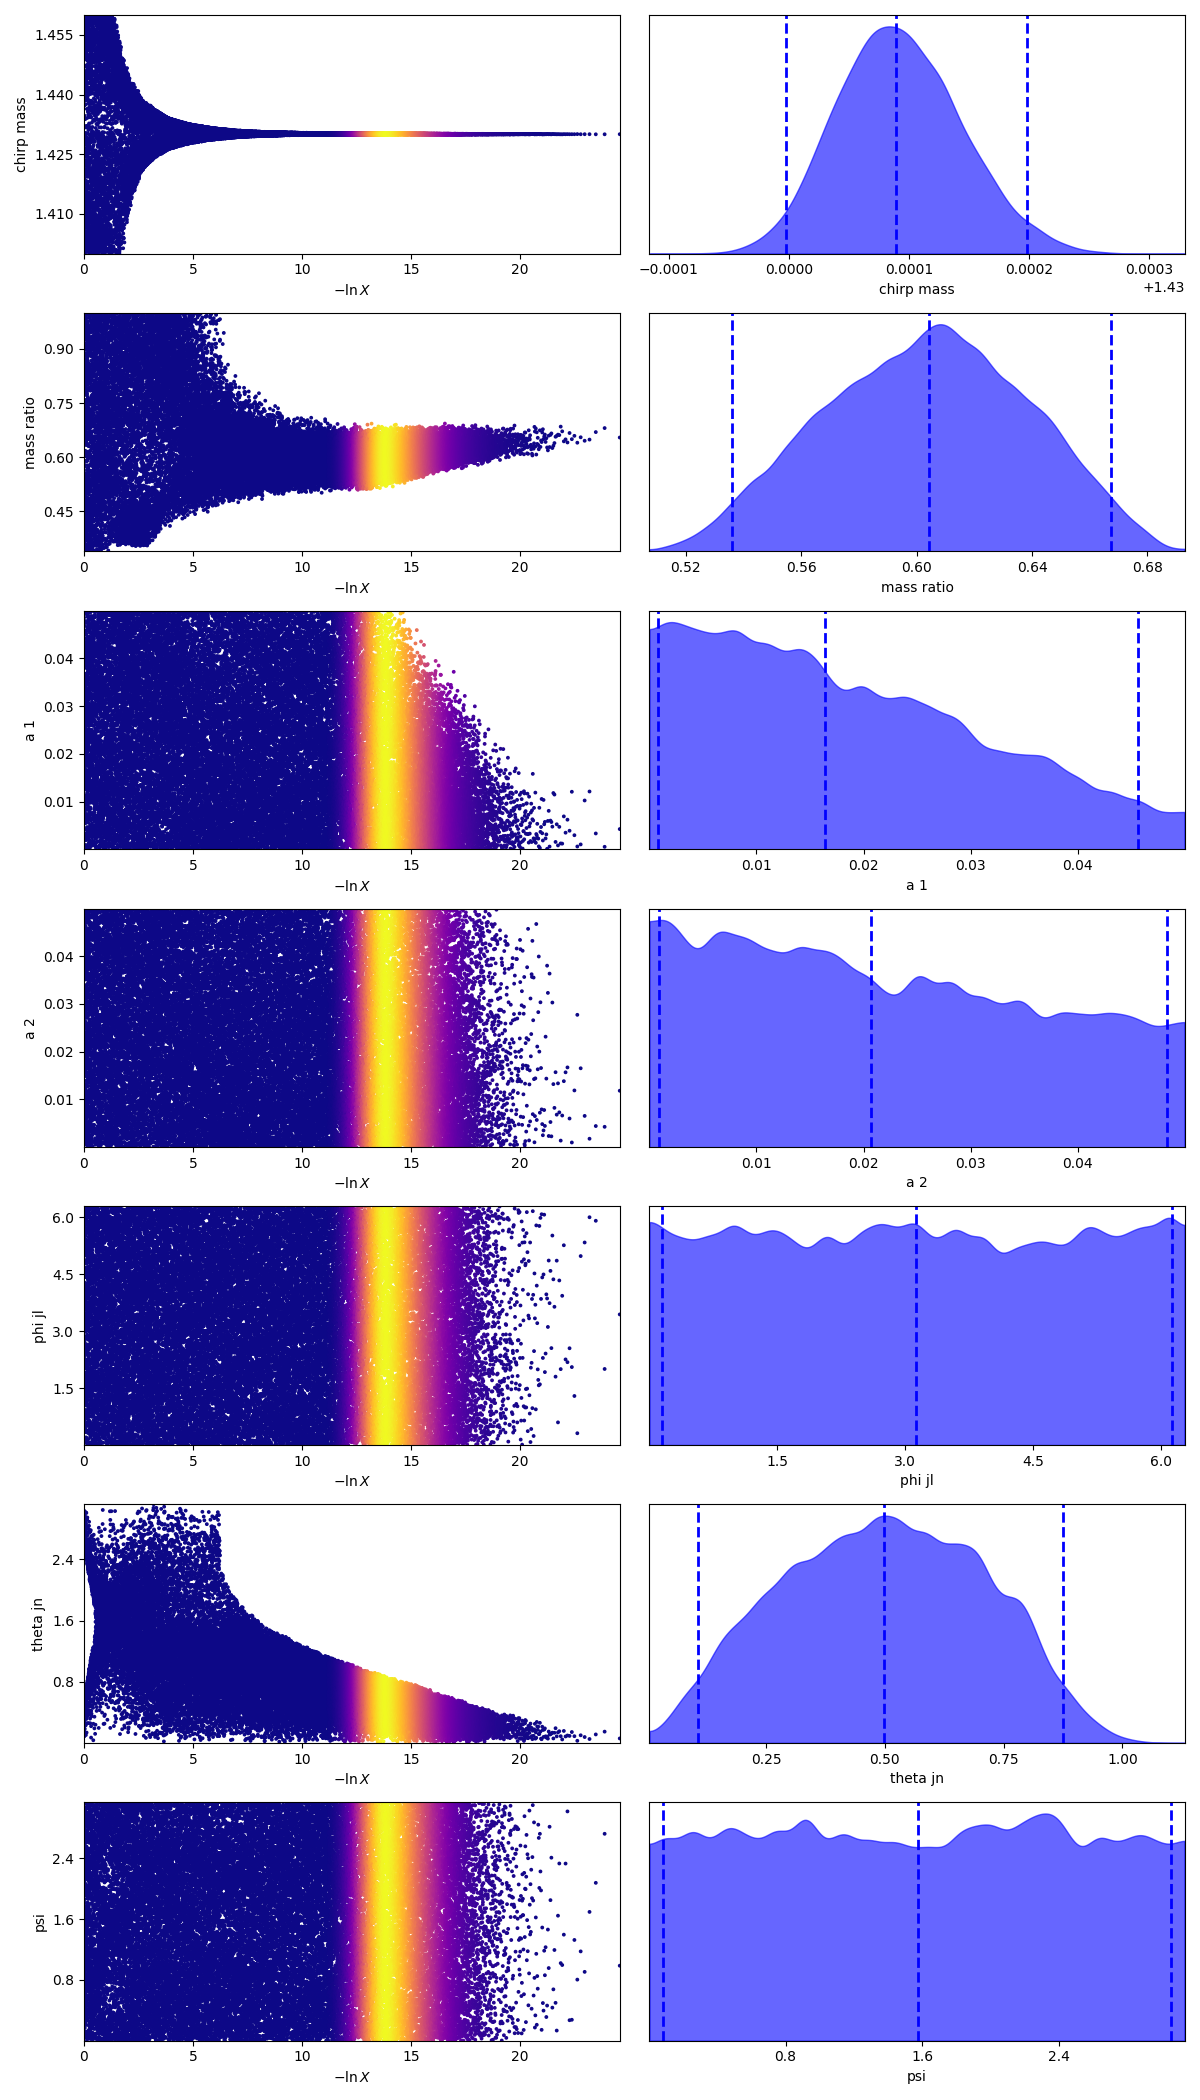 1.455
1.440
1.425
1.410
chirp mass
0 5 10 15 20
−ln X
−0.0001 0.0000 0.0001 0.0002 0.0003
chirp mass
+1.43
0.90
0.75
0.60
0.45
mass ratio
0 5 10 15 20
−ln X
0.52 0.56 0.60 0.64 0.68
mass ratio
0.04
0.03
0.02
0.01
a 1
0 5 10 15 20
−ln X
0.01 0.02 0.03 0.04
a 1
0.04
0.03
0.02
0.01
a 2
0 5 10 15 20
−ln X
0.01 0.02 0.03 0.04
a 2
6.0
4.5
3.0
1.5
phi jl
0 5 10 15 20
−ln X
1.5 3.0 4.5 6.0
phi jl
2.4
1.6
0.8
theta jn
0 5 10 15 20
−ln X
0.25 0.50 0.75 1.00
theta jn
2.4
1.6
0.8
psi
0 5 10 15 20
−ln X
0.8 1.6 2.4
psi